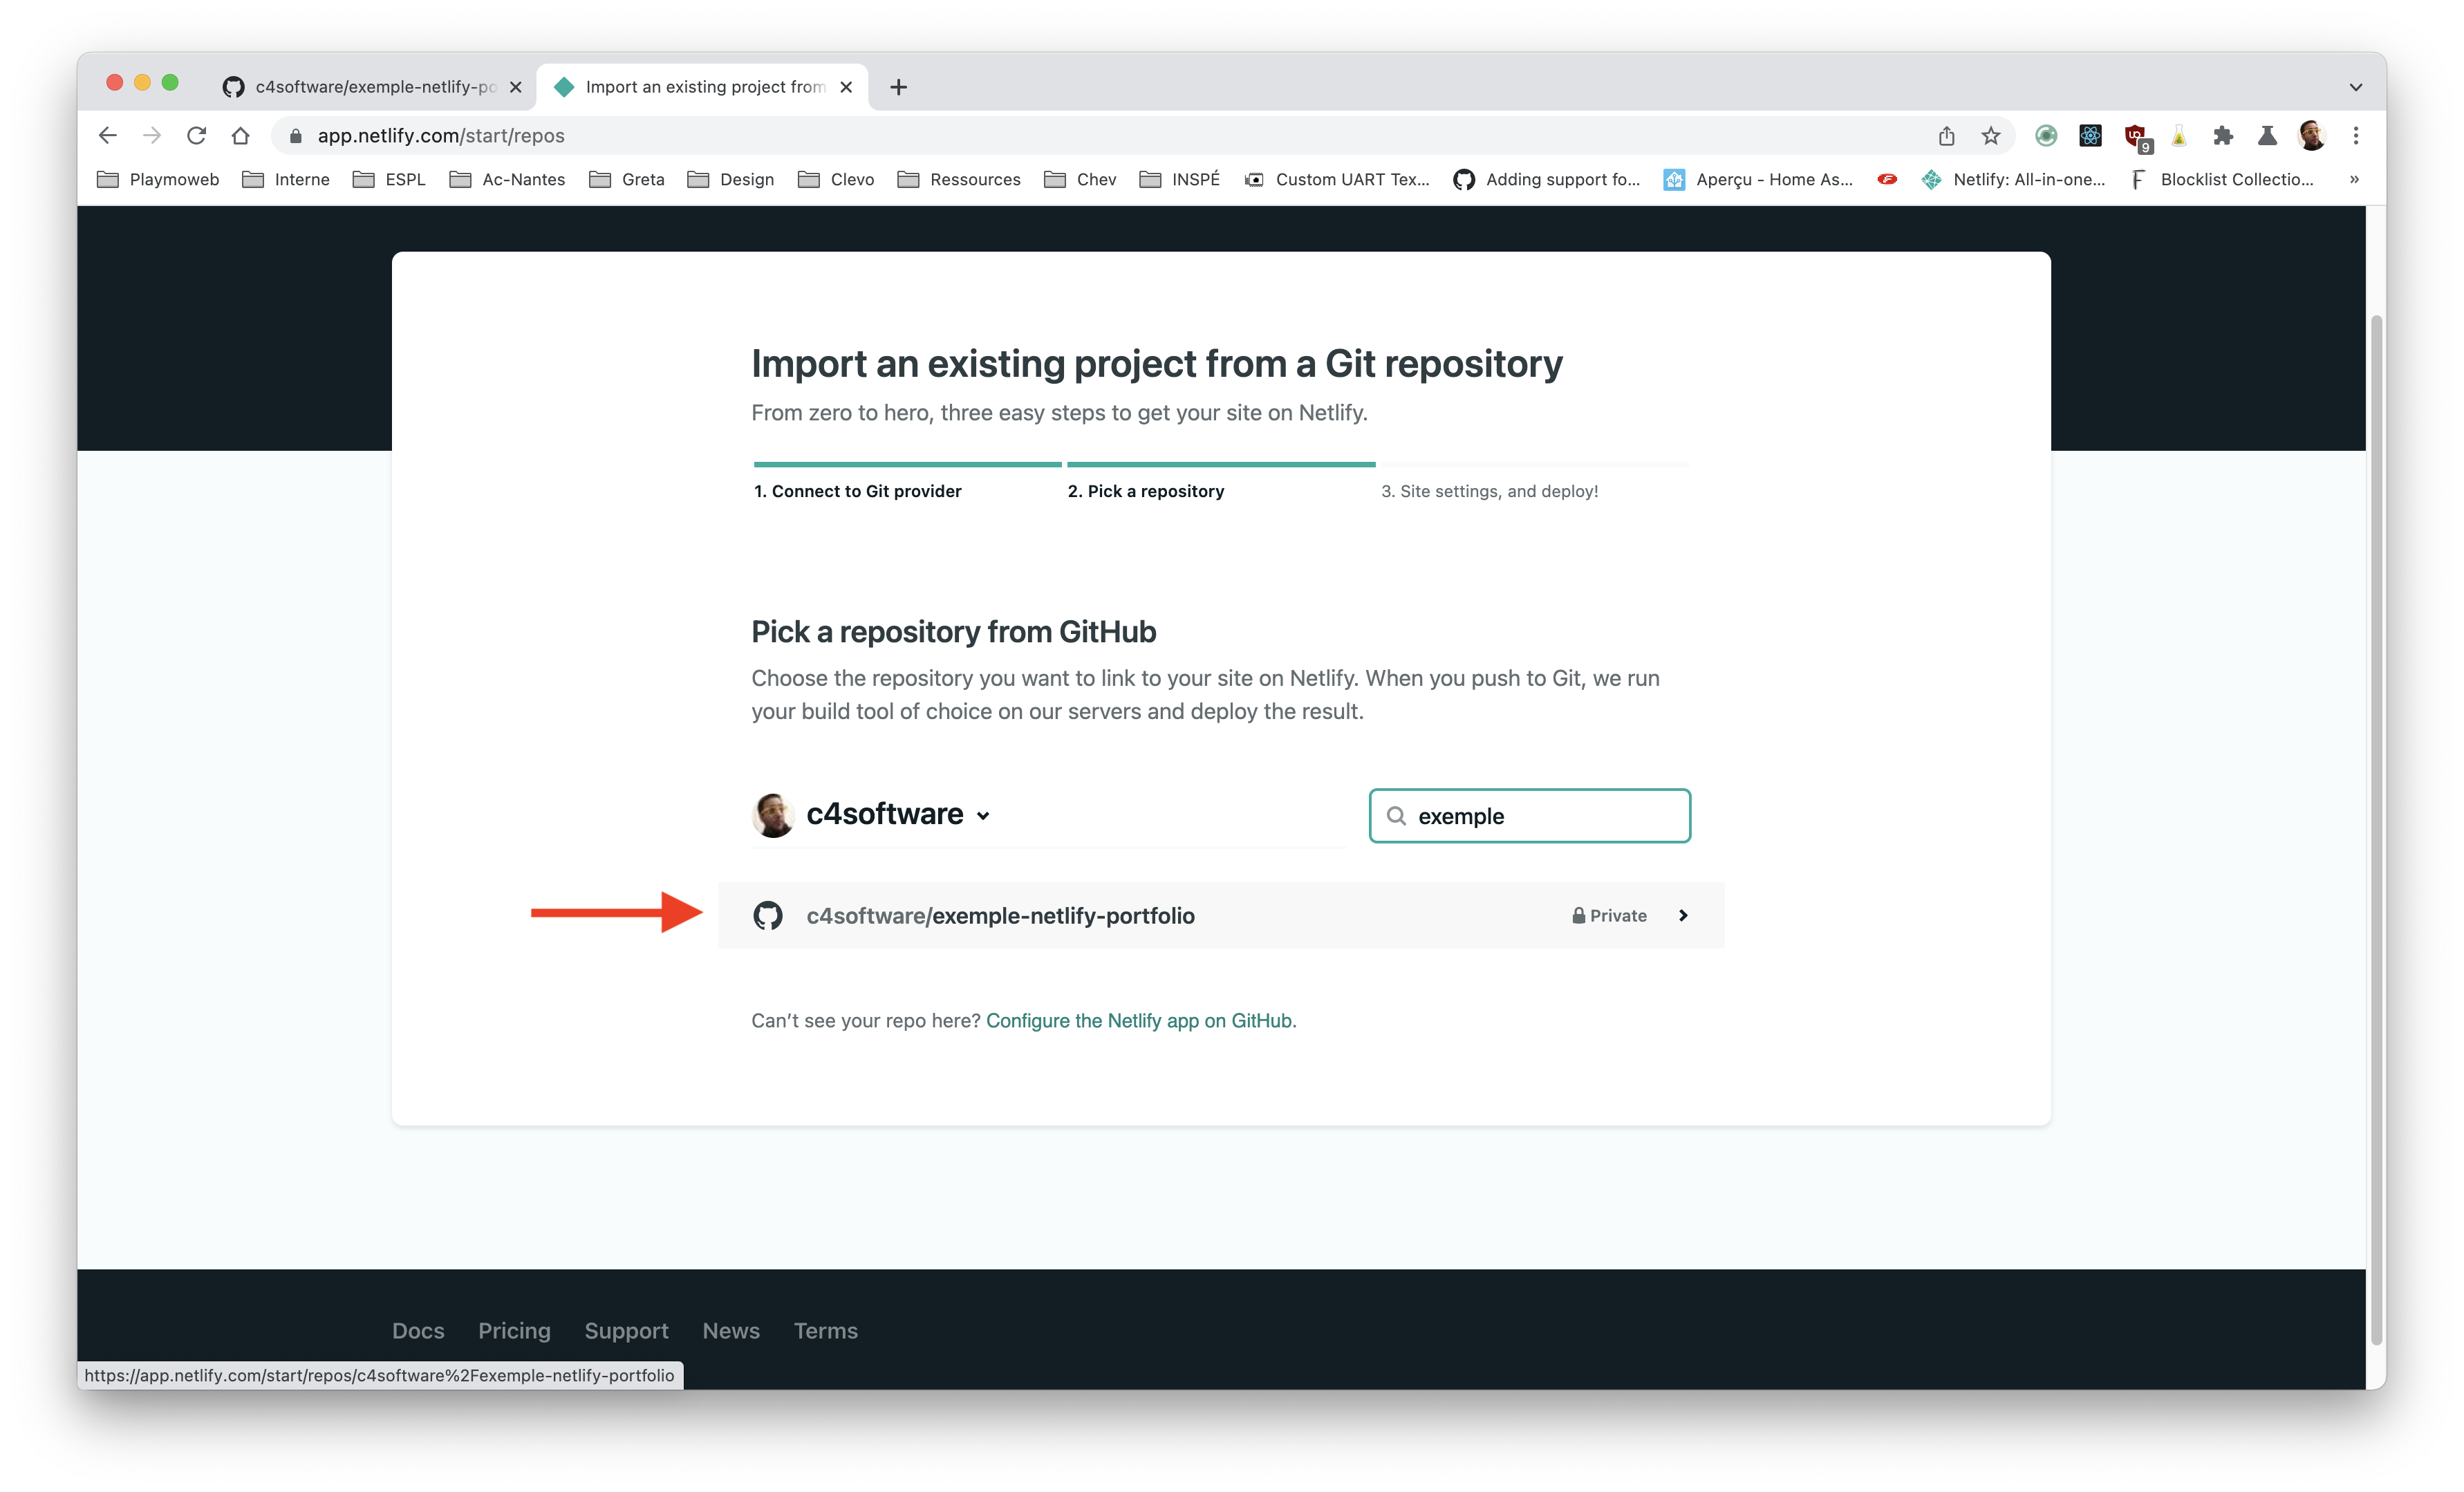 c4software/exemple-netlify-po
Import an existing project from
app.netlify.com/start/repos
9
Playmoweb Interne ESPL Ac-Nantes Greta Design Clevo Ressources Chev INSPÉ Custom UART Tex... Adding support fo... Aperçu - Home As... Netlify: All-in-one... Blocklist Collectio... »
Import an existing project from a Git repository
From zero to hero, three easy steps to get your site on Netlify.
1. Connect to Git provider 2. Pick a repository 3. Site settings, and deploy!
Pick a repository from GitHub
Choose the repository you want to link to your site on Netlify. When you push to Git, we run
your build tool of choice on our servers and deploy the result.
c4software
exemple
c4software/exemple-netlify-portfolio Private
Can’t see your repo here? Configure the Netlify app on GitHub.
Docs Pricing Support News Terms
https://app.netlify.com/start/repos/c4software%2Fexemple-netlify-portfolio